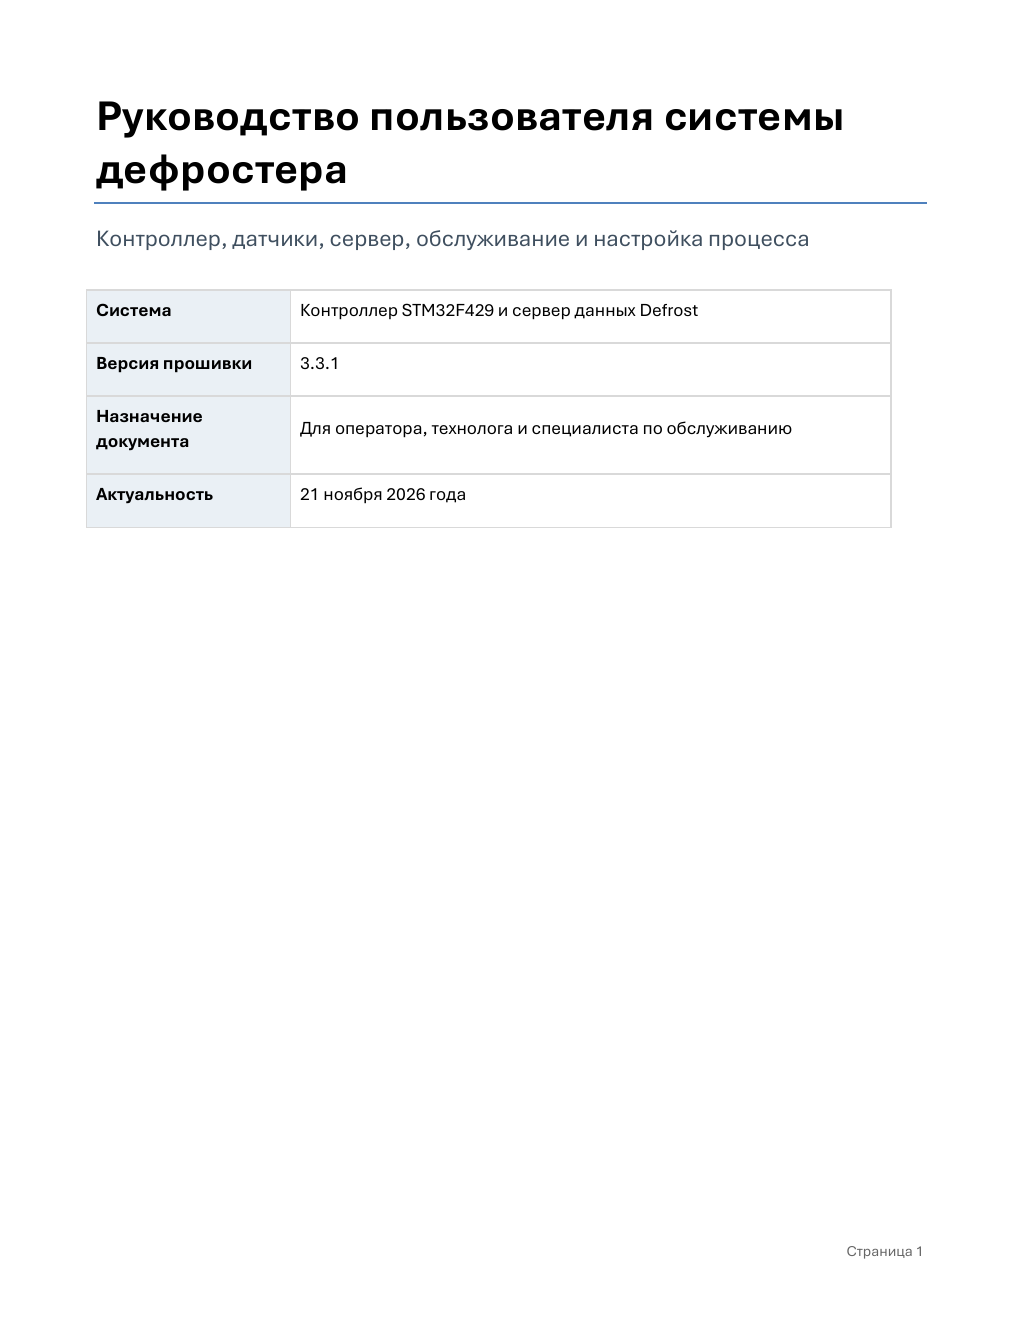 Руководство пользователя системы
дефростера
Контроллер, датчики, сервер, обслуживание и настройка процесса
Система
Контроллер STM32F429 и сервер данных Defrost
Версия прошивки
3.3.1
Назначение
документа
Для оператора, технолога и специалиста по обслуживанию
Актуальность
21 ноября 2026 года
Страница 1